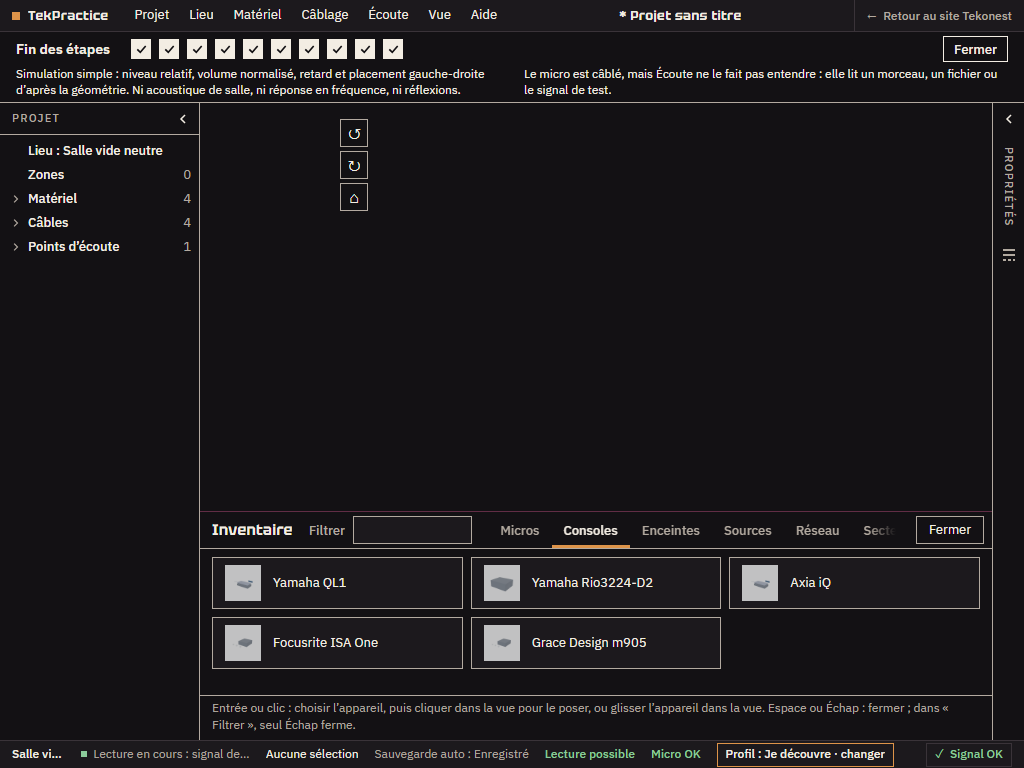 TekPractice Projet Lieu Matériel Câblage Écoute Vue Aide * Projet sans titre ← Retour au site Tekonest
Fin des étapes Fermer
Simulation simple : niveau relatif, volume normalisé, retard et placement gauche-droite
d'après la géométrie. Ni acoustique de salle, ni réponse en fréquence, ni réflexions.
Le micro est câblé, mais Écoute ne le fait pas entendre : elle lit un morceau, un fichier ou
le signal de test.
PROJET
Lieu : Salle vide neutre
Zones 0
Matériel 4
Câbles 4
Points d'écoute 1
PROPRIÉTÉS
Inventaire Filtrer Micros Consoles Enceintes Sources Réseau Secte Fermer
Yamaha QL1 Yamaha Rio3224-D2 Axia iQ
Focusrite ISA One Grace Design m905
Entrée ou clic : choisir l'appareil, puis cliquer dans la vue pour le poser, ou glisser l'appareil dans la vue. Espace ou Échap : fermer ; dans «
Filtrer », seul Échap ferme.
Salle vi... Lecture en cours : signal de... Aucune sélection Sauvegarde auto : Enregistré Lecture possible Micro OK Profil : Je découvre · changer ✓ Signal OK